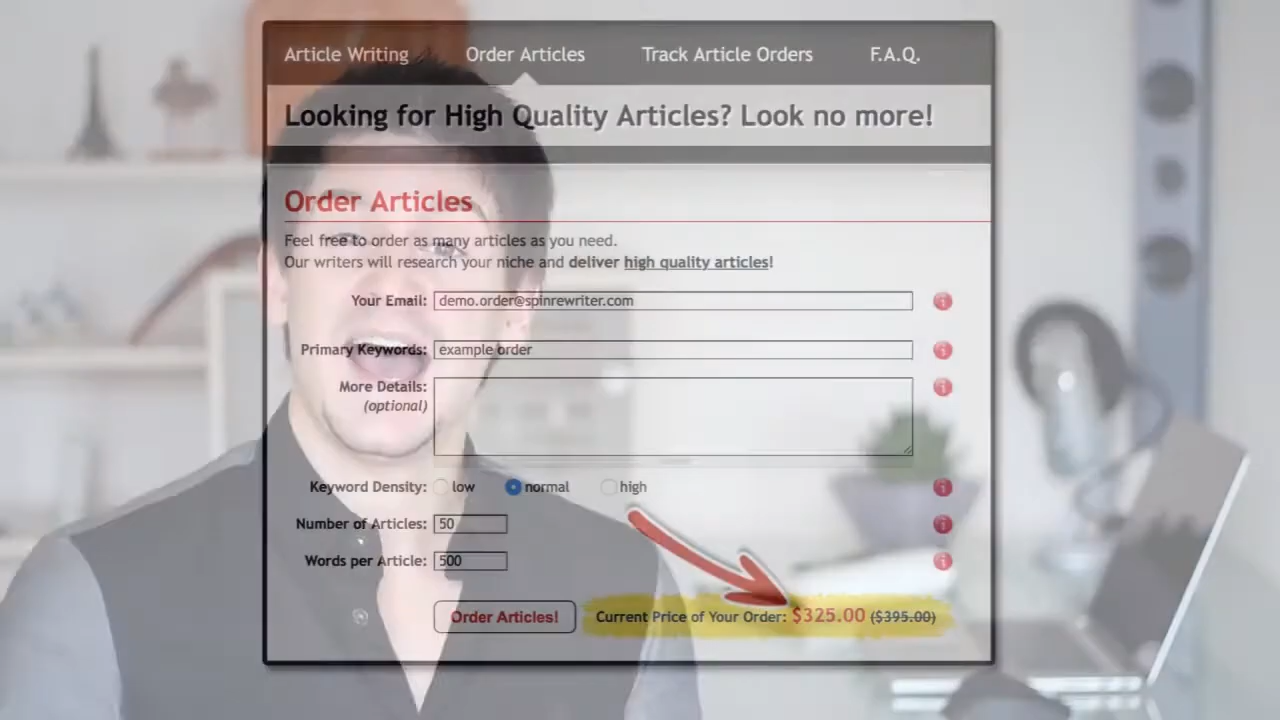 Article Writing Order Articles Track Article Orders F.A.Q.
Looking for High Quality Articles? Look no more!
Order Articles
Feel free to order as many articles as you need.
Our writers will research your niche and deliver high quality articles!
Your Email: demo.order@spinrewriter.com
Primary Keywords: example order
More Details:
(optional)
Keyword Density: low normal high
Number of Articles: 50
Words per Article: 500
Order Articles! Current Price of Your Order: $325.00 ($395.00)